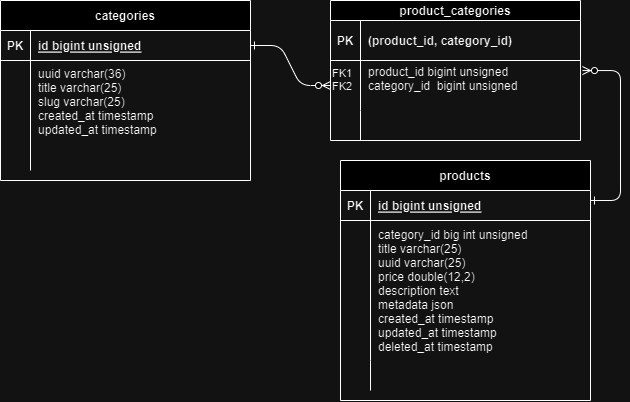 categories
PK id bigint unsigned
uuid varchar(36)
title varchar(25)
slug varchar(25)
created_at timestamp
updated_at timestamp
product_categories
PK (product_id, category_id)
FK1 product_id bigint unsigned
FK2 category_id bigint unsigned
products
PK id bigint unsigned
category_id big int unsigned
title varchar(25)
uuid varchar(25)
price double(12,2)
description text
metadata json
created_at timestamp
updated_at timestamp
deleted_at timestamp